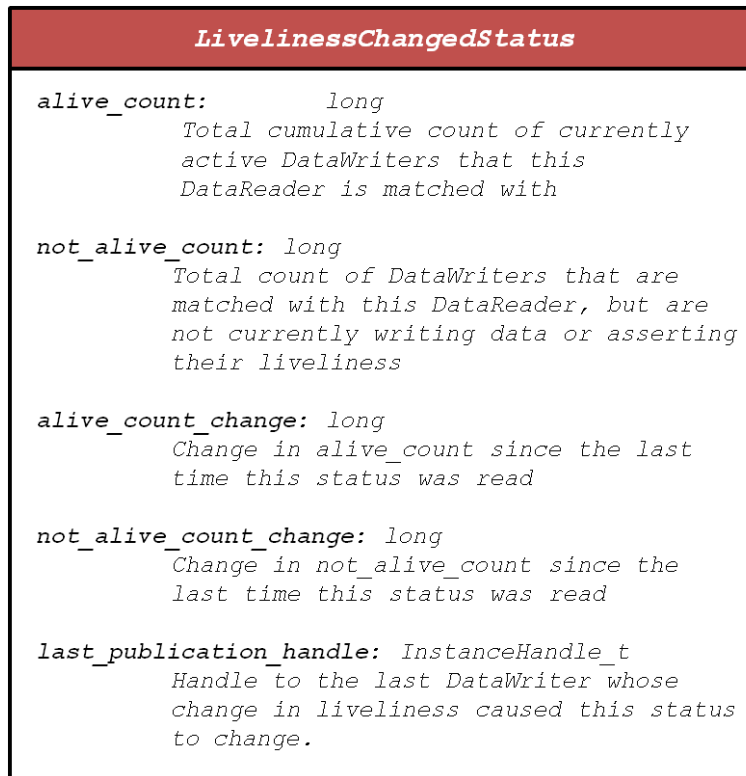 LivelinessChangedStatus
alive_count: long
Total cumulative count of currently
active DataWriters that this
DataReader is matched with
not_alive_count: long
Total count of DataWriters that are
matched with this DataReader, but are
not currently writing data or asserting
their liveliness
alive_count_change: long
Change in alive_count since the last
time this status was read
not_alive_count_change: long
Change in not_alive_count since the
last time this status was read
last_publication_handle: InstanceHandle_t
Handle to the last DataWriter whose
change in liveliness caused this status
to change.